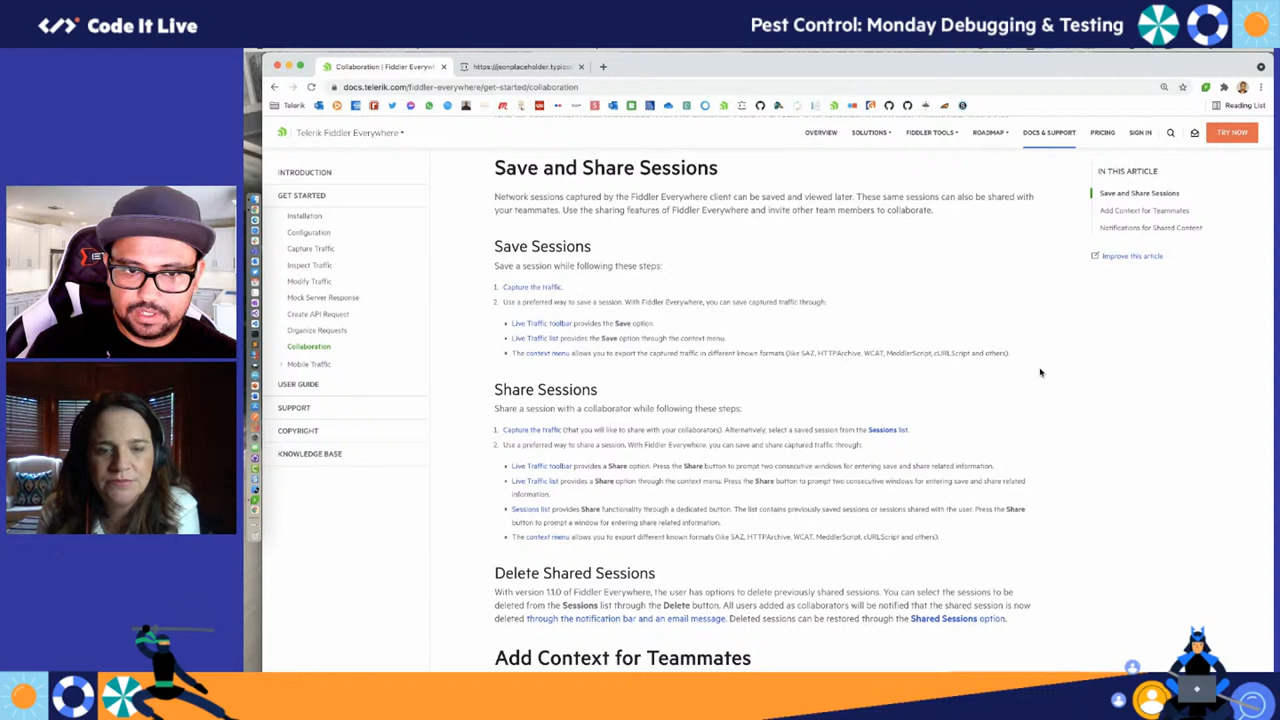 Code It Live
Pest Control: Monday Debugging & Testing
Collaboration | Fiddler Everywh
https://jsonplaceholder.typicod
docs.telerik.com/fiddler-everywhere/get-started/collaboration
Telerik
Reading List
Telerik Fiddler Everywhere
OVERVIEW SOLUTIONS FIDDLER TOOLS ROADMAP DOCS & SUPPORT PRICING SIGN IN TRY NOW
INTRODUCTION
GET STARTED
Installation
Configuration
Capture Traffic
Inspect Traffic
Modify Traffic
Mock Server Response
Create API Request
Organize Requests
Collaboration
Mobile Traffic
USER GUIDE
SUPPORT
COPYRIGHT
KNOWLEDGE BASE
Save and Share Sessions
Network sessions captured by the Fiddler Everywhere client can be saved and viewed later. These same sessions can also be shared with
your teammates. Use the sharing features of Fiddler Everywhere and invite other team members to collaborate.
Save Sessions
Save a session while following these steps:
1. Capture the traffic.
2. Use a preferred way to save a session. With Fiddler Everywhere, you can save captured traffic through:
• Live Traffic toolbar provides the Save option.
• Live Traffic list provides the Save option through the context menu.
• The context menu allows you to export the captured traffic in different known formats (like SAZ, HTTPArchive, WCAT, MeddlerScript, cURLScript and others).
Share Sessions
Share a session with a collaborator while following these steps:
1. Capture the traffic (that you will like to share with your collaborators). Alternatively, select a saved session from the Sessions list.
2. Use a preferred way to share a session. With Fiddler Everywhere, you can save and share captured traffic through:
• Live Traffic toolbar provides a Share option. Press the Share button to prompt two consecutive windows for entering save and share related information.
• Live Traffic list provides a Share option through the context menu. Press the Share button to prompt two consecutive windows for entering save and share related
information.
• Sessions list provides Share functionality through a dedicated button. The list contains previously saved sessions or sessions shared with the user. Press the Share
button to prompt a window for entering share related information.
• The context menu allows you to export different known formats (like SAZ, HTTPArchive, WCAT, MeddlerScript, cURLScript and others).
Delete Shared Sessions
With version 1.1.0 of Fiddler Everywhere, the user has options to delete previously shared sessions. You can select the sessions to be
deleted from the Sessions list through the Delete button. All users added as collaborators will be notified that the shared session is now
deleted through the notification bar and an email message. Deleted sessions can be restored through the Shared Sessions option.
Add Context for Teammates
IN THIS ARTICLE
Save and Share Sessions
Add Context for Teammates
Notifications for Shared Content
Improve this article